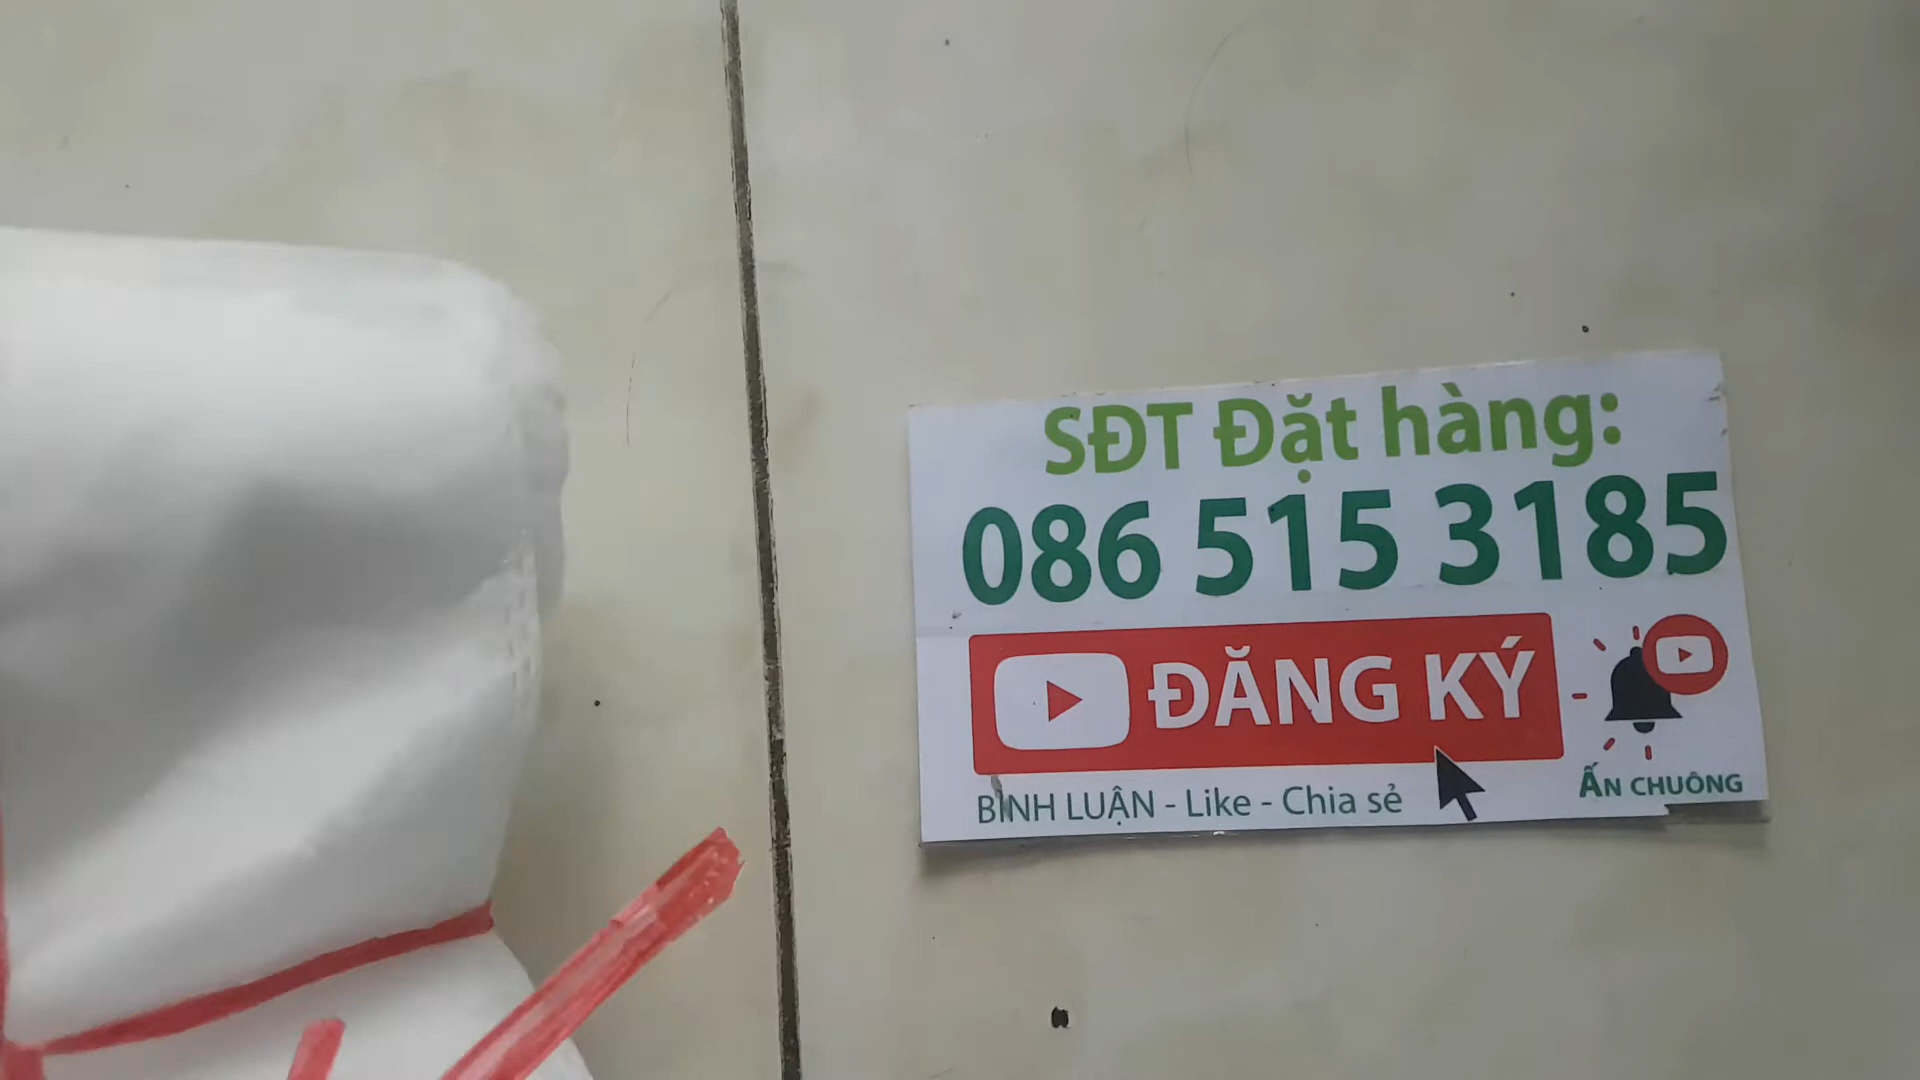 SĐT Đặt hàng:
086 515 3185
ĐĂNG KÝ
BÌNH LUẬN - Like - Chia sẻ
ẤN CHUÔNG